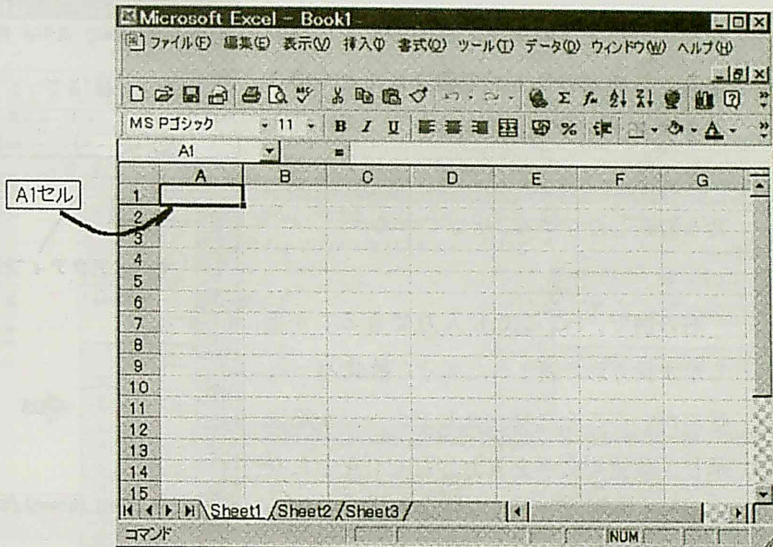 Microsoft Excel - Book1
ファイル(F) 編集(E) 表示(V) 挿入(I) 書式(O) ツール(T) データ(D) ウィンドウ(W) ヘルプ(H)
MS Pゴシック 11 B I U %
A1 =
A B C D E F G
A1セル
1
2
3
4
5
6
7
8
9
10
11
12
13
14
15
Sheet1 Sheet2 Sheet3
コマンド NUM